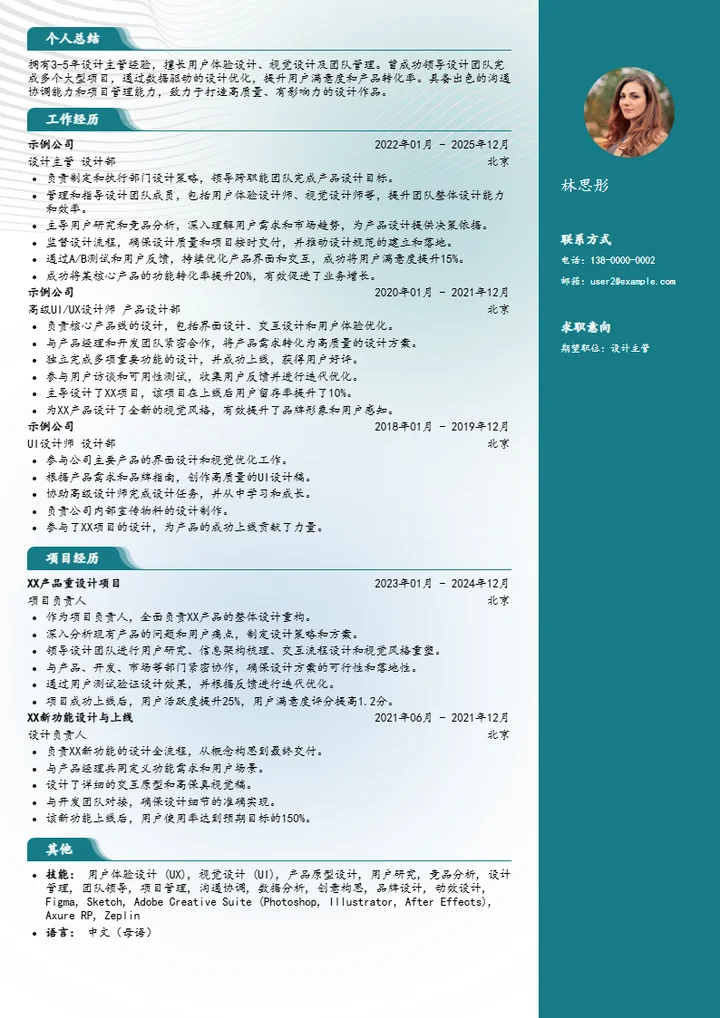 个人总结
拥有3-5年设计主管经验，擅长用户体验设计、视觉设计及团队管理。曾成功领导设计团队完
成多个大型项目，通过数据驱动的设计优化，提升用户满意度和产品转化率。具备出色的沟通
协调能力和项目管理能力，致力于打造高质量、有影响力的设计作品。
工作经历
示例公司 2022年01月 - 2025年12月
设计主管 设计部 北京
• 负责制定和执行部门设计策略，领导跨职能团队完成产品设计目标。
• 管理和指导设计团队成员，包括用户体验设计师、视觉设计师等，提升团队整体设计能力
和效率。
• 主导用户研究和竞品分析，深入理解用户需求和市场趋势，为产品设计提供决策依据。
• 监督设计流程，确保设计质量和项目按时交付，并推动设计规范的建立和落地。
• 通过A/B测试和用户反馈，持续优化产品界面和交互，成功将用户满意度提升15%。
• 成功将某核心产品的功能转化率提升20%，有效促进了业务增长。
示例公司 2020年01月 - 2021年12月
高级UI/UX设计师 产品设计部 北京
• 负责核心产品线的设计，包括界面设计、交互设计和用户体验优化。
• 与产品经理和开发团队紧密合作，将产品需求转化为高质量的设计方案。
• 独立完成多项重要功能的设计，并成功上线，获得用户好评。
• 参与用户访谈和可用性测试，收集用户反馈并进行迭代优化。
• 主导设计了XX项目，该项目在上线后用户留存率提升了10%。
• 为XX产品设计了全新的视觉风格，有效提升了品牌形象和用户感知。
示例公司 2018年01月 - 2019年12月
UI设计师 设计部 北京
• 参与公司主要产品的界面设计和视觉优化工作。
• 根据产品需求和品牌指南，创作高质量的UI设计稿。
• 协助高级设计师完成设计任务，并从中学习和成长。
• 负责公司内部宣传物料的设计制作。
• 参与了XX项目的设计，为产品的成功上线贡献了力量。
项目经历
XX产品重设计项目 2023年01月 - 2024年12月
项目负责人 北京
• 作为项目负责人，全面负责XX产品的整体设计重构。
• 深入分析现有产品的问题和用户痛点，制定设计策略和方案。
• 领导设计团队进行用户研究、信息架构梳理、交互流程设计和视觉风格重塑。
• 与产品、开发、市场等部门紧密协作，确保设计方案的可行性和落地性。
• 通过用户测试验证设计效果，并根据反馈进行迭代优化。
• 项目成功上线后，用户活跃度提升25%，用户满意度评分提高1.2分。
XX新功能设计与上线 2021年06月 - 2021年12月
设计负责人 北京
• 负责XX新功能的设计全流程，从概念构思到最终交付。
• 与产品经理共同定义功能需求和用户场景。
• 设计了详细的交互原型和高保真视觉稿。
• 与开发团队对接，确保设计细节的准确实现。
• 该新功能上线后，用户使用率达到预期目标的150%。
其他
• 技能： 用户体验设计 (UX), 视觉设计 (UI), 产品原型设计, 用户研究, 竞品分析, 设计
管理, 团队领导, 项目管理, 沟通协调, 数据分析, 创意构思, 品牌设计, 动效设计,
Figma, Sketch, Adobe Creative Suite (Photoshop, Illustrator, After Effects),
Axure RP, Zeplin
• 语言： 中文（母语）
林思彤
联系方式
电话：138-0000-0002
邮箱：user2@example.com
求职意向
期望职位：设计主管